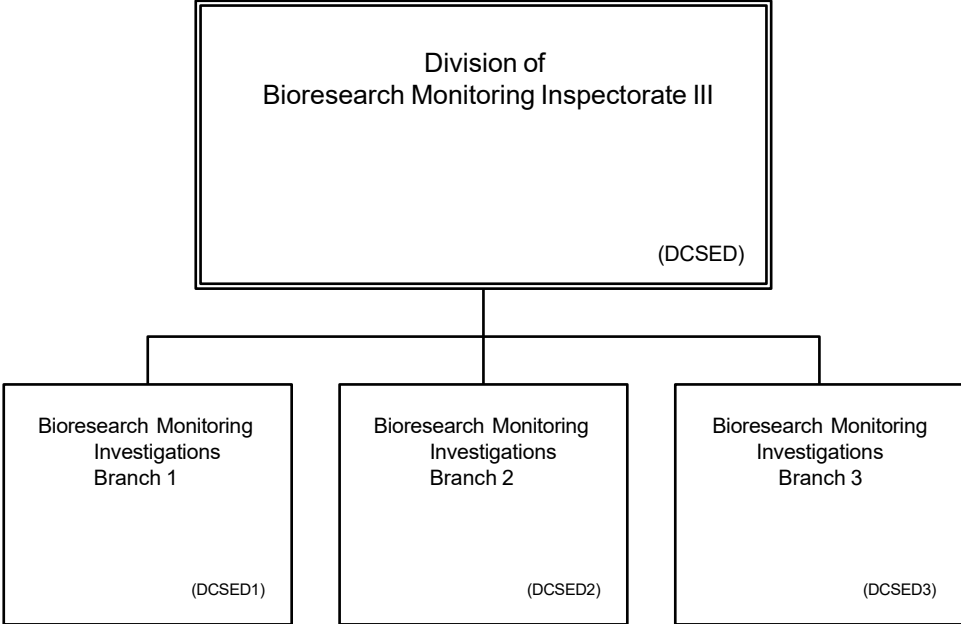 Division of
Bioresearch Monitoring Inspectorate III
(DCSED)
Bioresearch Monitoring
Investigations
Branch 1
(DCSED1)
Bioresearch Monitoring
Investigations
Branch 2
(DCSED2)
Bioresearch Monitoring
Investigations
Branch 3
(DCSED3)